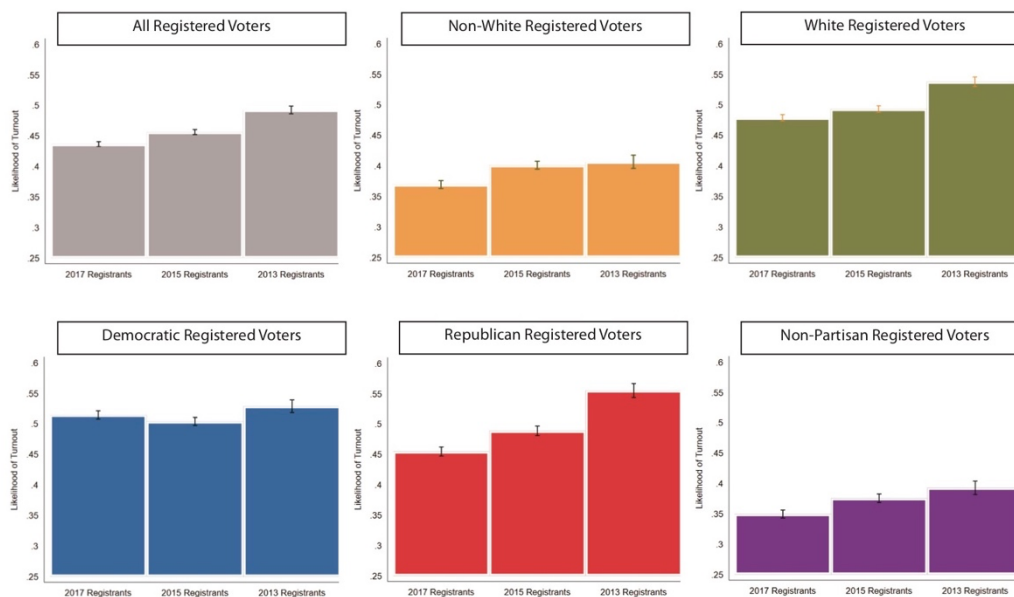 All Registered Voters
.6
.55
.5
.45
.4
.35
.3
.25
Likelihood of Turnout
2017 Registrants 2015 Registrants 2013 Registrants
Non-White Registered Voters
.6
.55
.5
.45
.4
.35
.3
.25
Likelihood of Turnout
2017 Registrants 2015 Registrants 2013 Registrants
White Registered Voters
.6
.55
.5
.45
.4
.35
.3
.25
Likelihood of Turnout
2017 Registrants 2015 Registrants 2013 Registrants
Democratic Registered Voters
.6
.55
.5
.45
.4
.35
.3
.25
Likelihood of Turnout
2017 Registrants 2015 Registrants 2013 Registrants
Republican Registered Voters
.6
.55
.5
.45
.4
.35
.3
.25
Likelihood of Turnout
2017 Registrants 2015 Registrants 2013 Registrants
Non-Partisan Registered Voters
.6
.55
.5
.45
.4
.35
.3
.25
Likelihood of Turnout
2017 Registrants 2015 Registrants 2013 Registrants